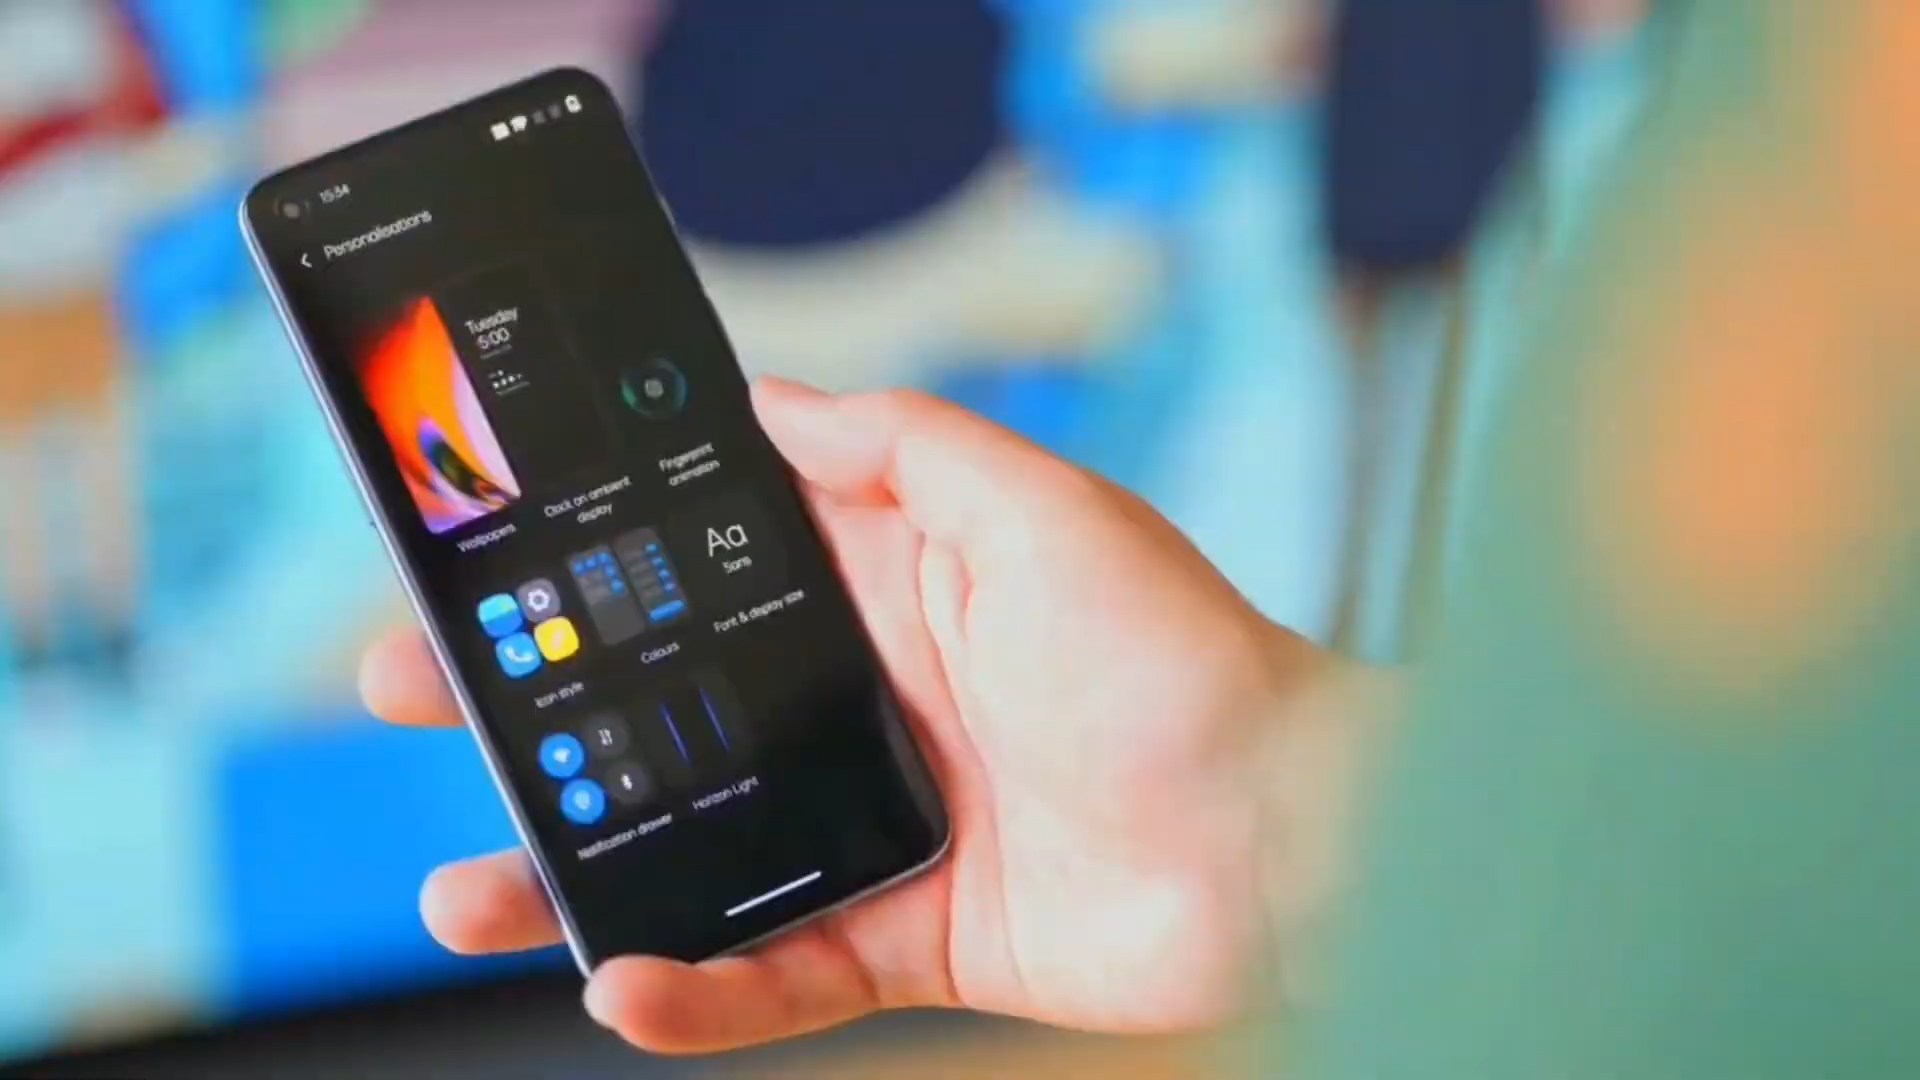 15:34
Personalisations
Tuesday
5:00
Wallpapers
Clock on ambient
display
Fingerprint
animation
Aa
Sans
Icon style
Colours
Font & display size
Notification drawer
Horizon Light